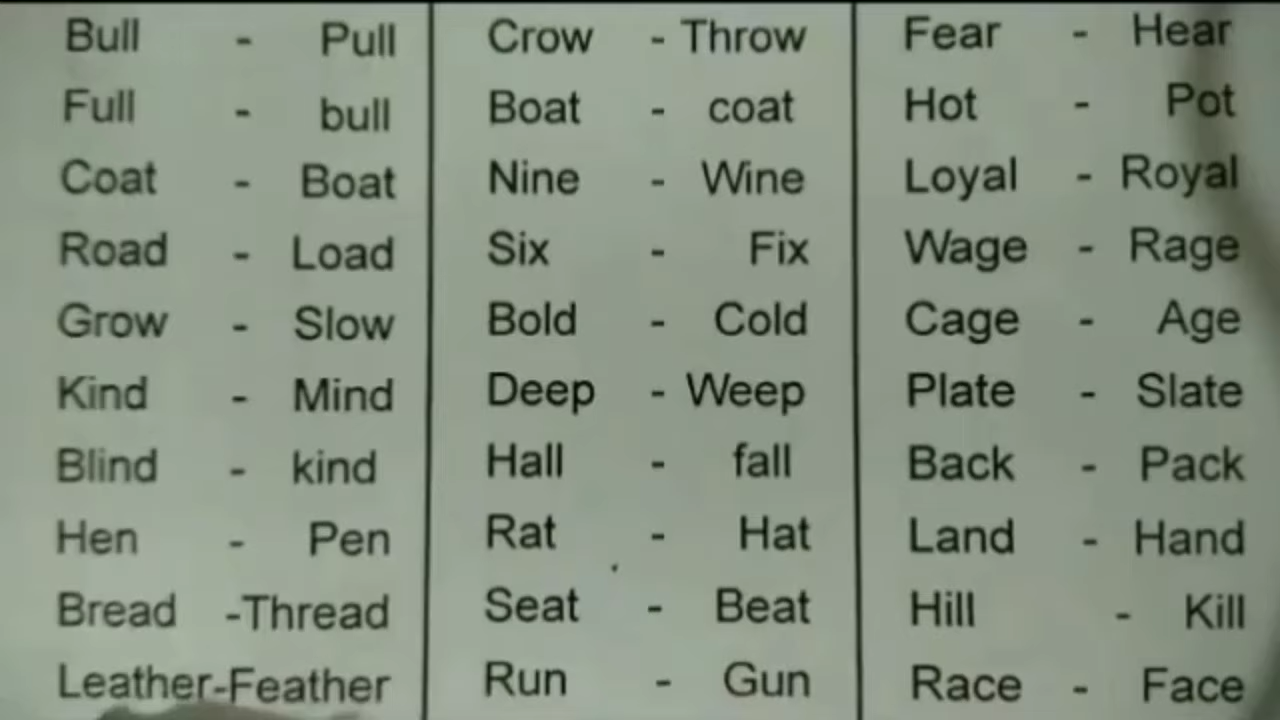 Bull - Pull
Full - bull
Coat - Boat
Road - Load
Grow - Slow
Kind - Mind
Blind - kind
Hen - Pen
Bread -Thread
Leather-Feather
Crow - Throw
Boat - coat
Nine - Wine
Six - Fix
Bold - Cold
Deep - Weep
Hall - fall
Rat - Hat
Seat - Beat
Run - Gun
Fear - Hear
Hot - Pot
Loyal - Royal
Wage - Rage
Cage - Age
Plate - Slate
Back - Pack
Land - Hand
Hill - Kill
Race - Face